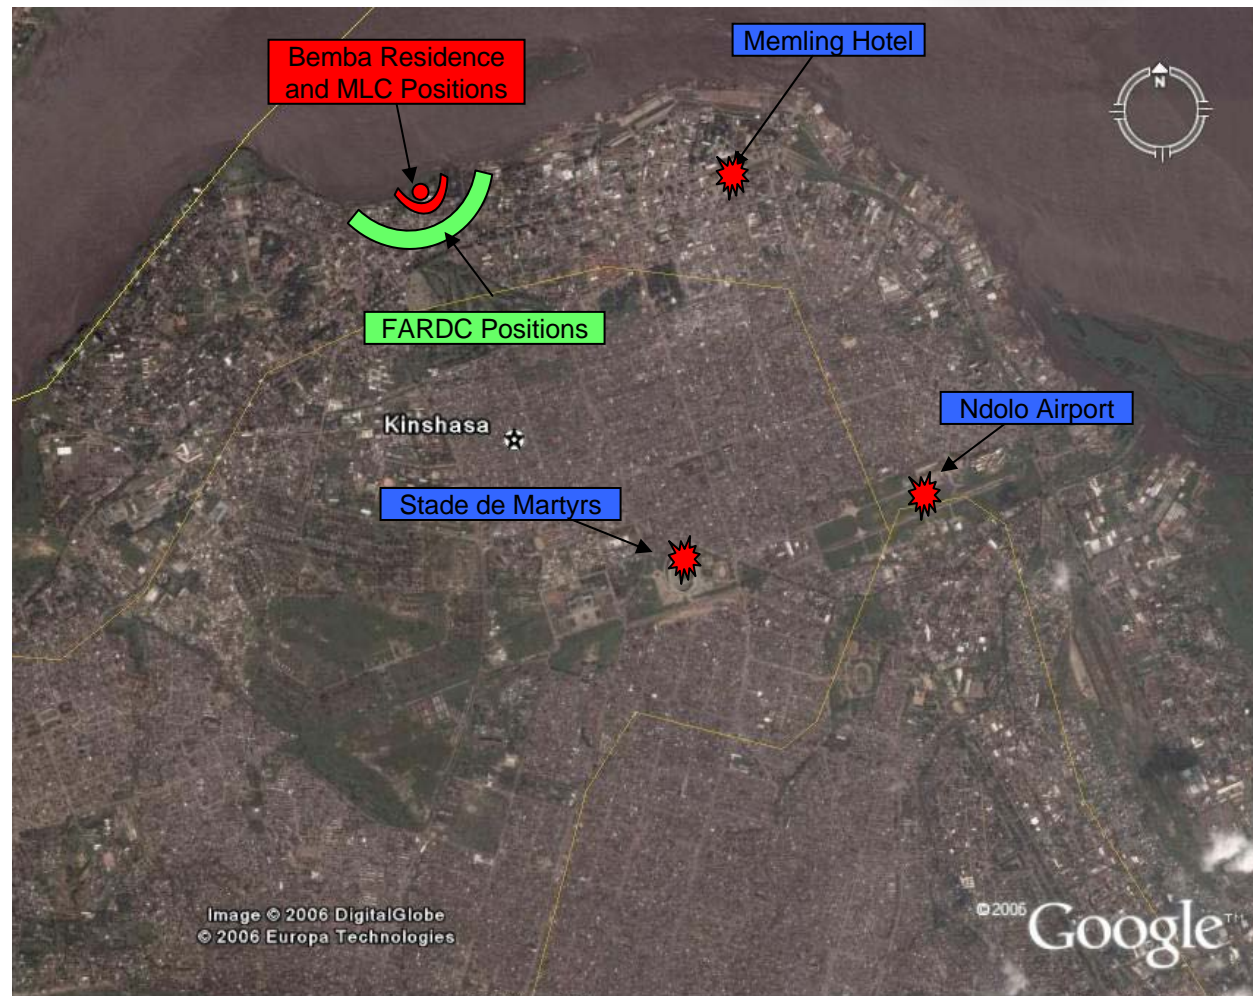 Memling Hotel
Bemba Residence
and MLC Positions
N
FARDC Positions
Ndolo Airport
Kinshasa
Stade de Martyrs
Image © 2006 DigitalGlobe
© 2006 Europa Technologies
©2006 Google™